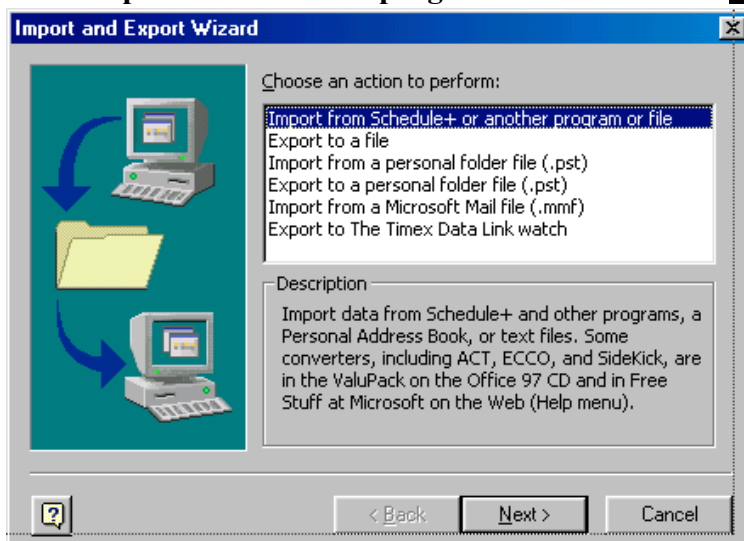 Import and Export Wizard
Choose an action to perform:
Import from Schedule+ or another program or file
Export to a file
Import from a personal folder file (.pst)
Export to a personal folder file (.pst)
Import from a Microsoft Mail file (.mmf)
Export to The Timex Data Link watch
Description
Import data from Schedule+ and other programs, a
Personal Address Book, or text files. Some
converters, including ACT, ECCO, and SideKick, are
in the ValuPack on the Office 97 CD and in Free
Stuff at Microsoft on the Web (Help menu).
< Back
Next >
Cancel